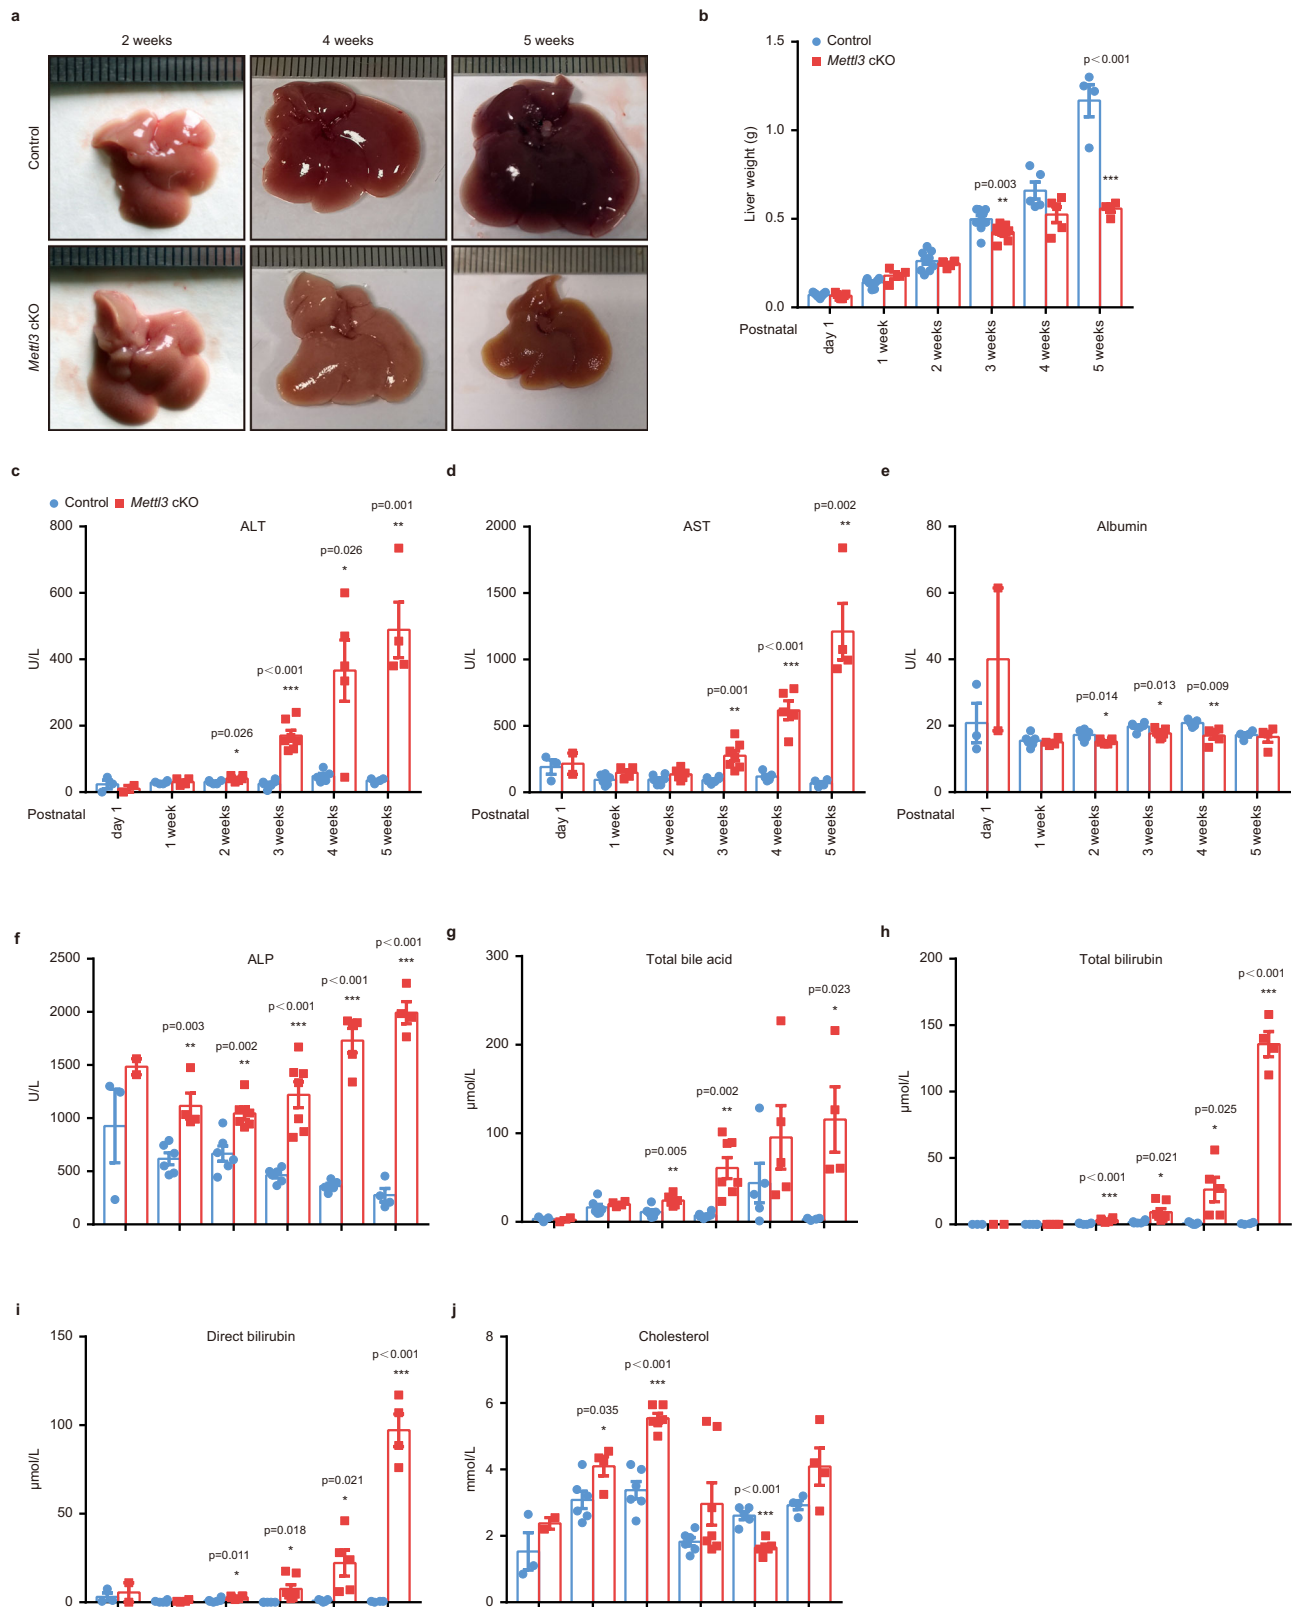 a
2 weeks
4 weeks
5 weeks
Control
Mettl3 cKO
b
Control
Mettl3 cKO
Liver weight (g)
1.5
1.0
0.5
0.0
p=0.003
**
p<0.001
***
Postnatal
day 1
1 week
2 weeks
3 weeks
4 weeks
5 weeks
c
Control
Mettl3 cKO
ALT
U/L
800
600
400
200
0
p=0.026
*
p<0.001
***
p=0.026
*
p=0.001
**
Postnatal
day 1
1 week
2 weeks
3 weeks
4 weeks
5 weeks
d
AST
U/L
2000
1500
1000
500
0
p=0.001
**
p<0.001
***
p=0.002
**
Postnatal
day 1
1 week
2 weeks
3 weeks
4 weeks
5 weeks
e
Albumin
U/L
80
60
40
20
0
p=0.014
*
p=0.013
*
p=0.009
**
Postnatal
day 1
1 week
2 weeks
3 weeks
4 weeks
5 weeks
f
ALP
U/L
2500
2000
1500
1000
500
0
p=0.003
**
p=0.002
**
p<0.001
***
p<0.001
***
p<0.001
***
g
Total bile acid
μmol/L
300
200
100
0
p=0.005
**
p=0.002
**
p=0.023
*
h
Total bilirubin
μmol/L
200
150
100
50
0
p<0.001
***
p=0.021
*
p=0.025
*
p<0.001
***
i
Direct bilirubin
μmol/L
150
100
50
0
p=0.011
*
p=0.018
*
p=0.021
*
p<0.001
***
j
Cholesterol
mmol/L
8
6
4
2
0
p=0.035
*
p<0.001
***
p<0.001
***